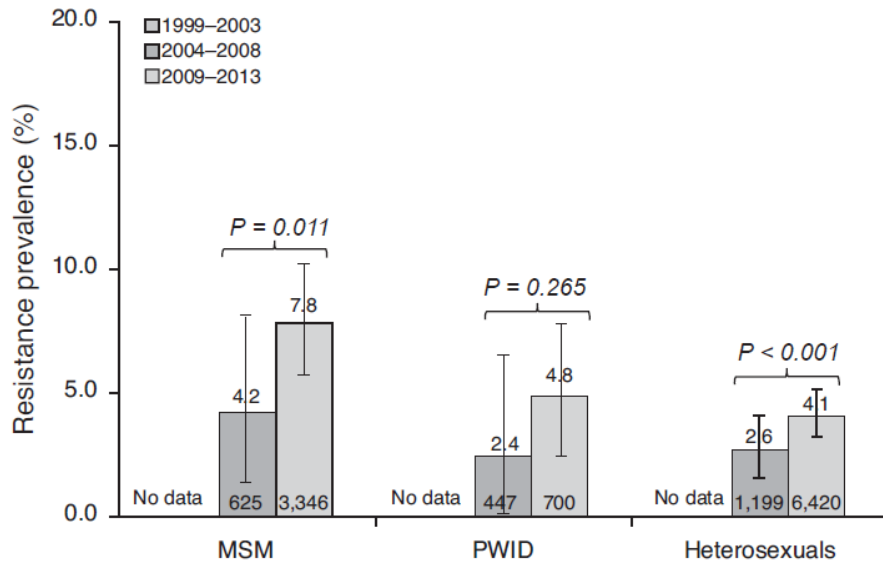 20.0
15.0
10.0
5.0
0.0
Resistance prevalence (%)
1999–2003
2004–2008
2009–2013
P = 0.011
7.8
4.2
No data
625
3,346
P = 0.265
4.8
2.4
No data
447
700
P < 0.001
4.1
2.6
No data
1,199
6,420
MSM
PWID
Heterosexuals